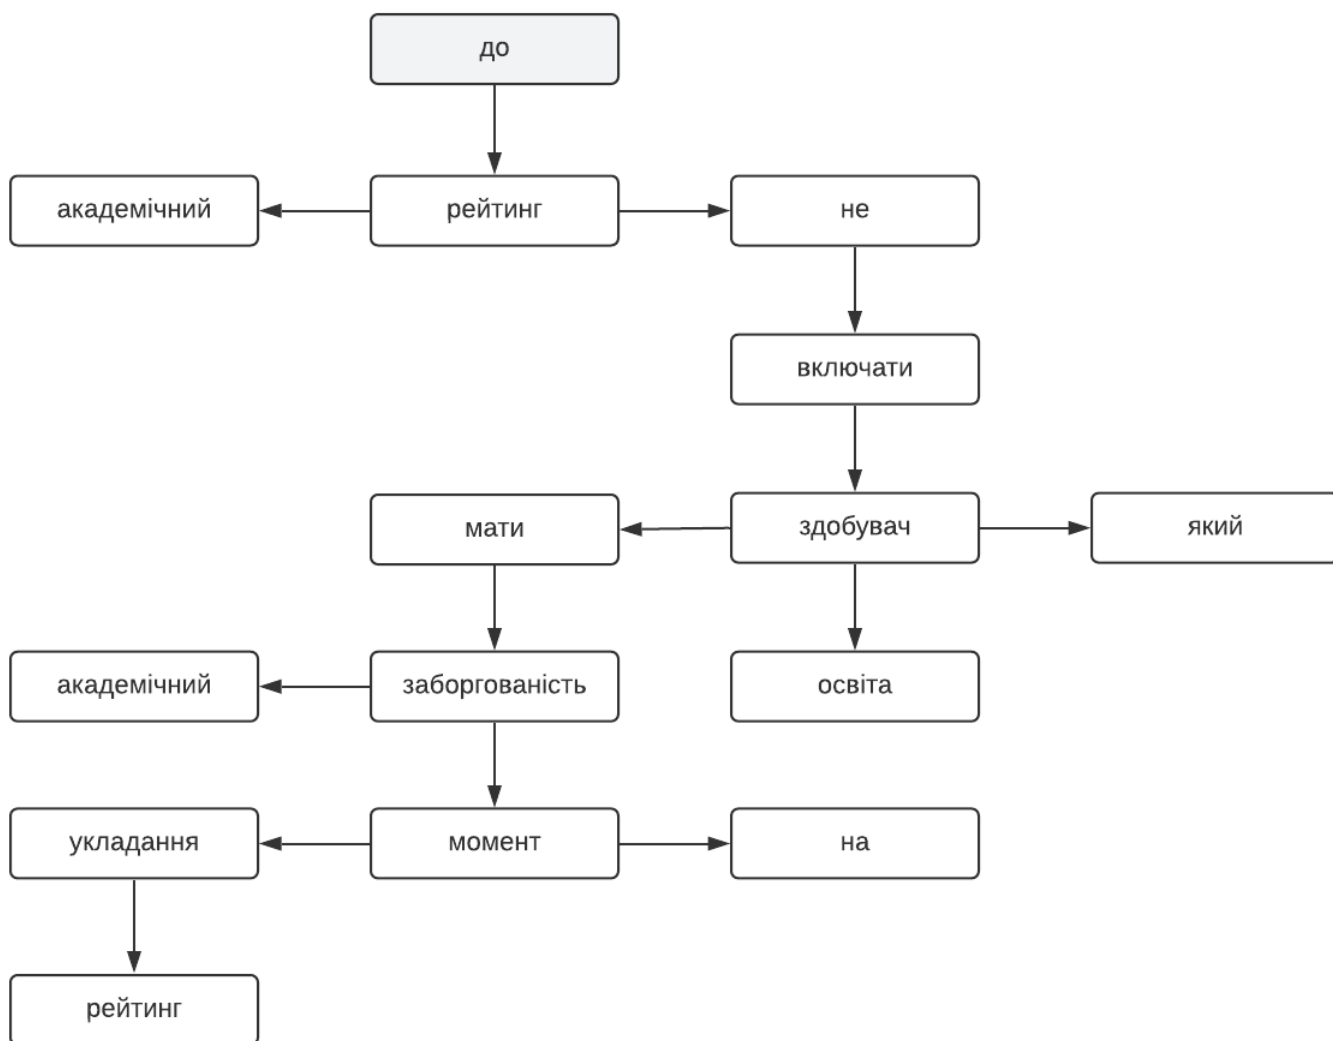 до
академічний
рейтинг
не
включати
мати
здобувач
який
академічний
заборгованість
освіта
укладання
момент
на
рейтинг